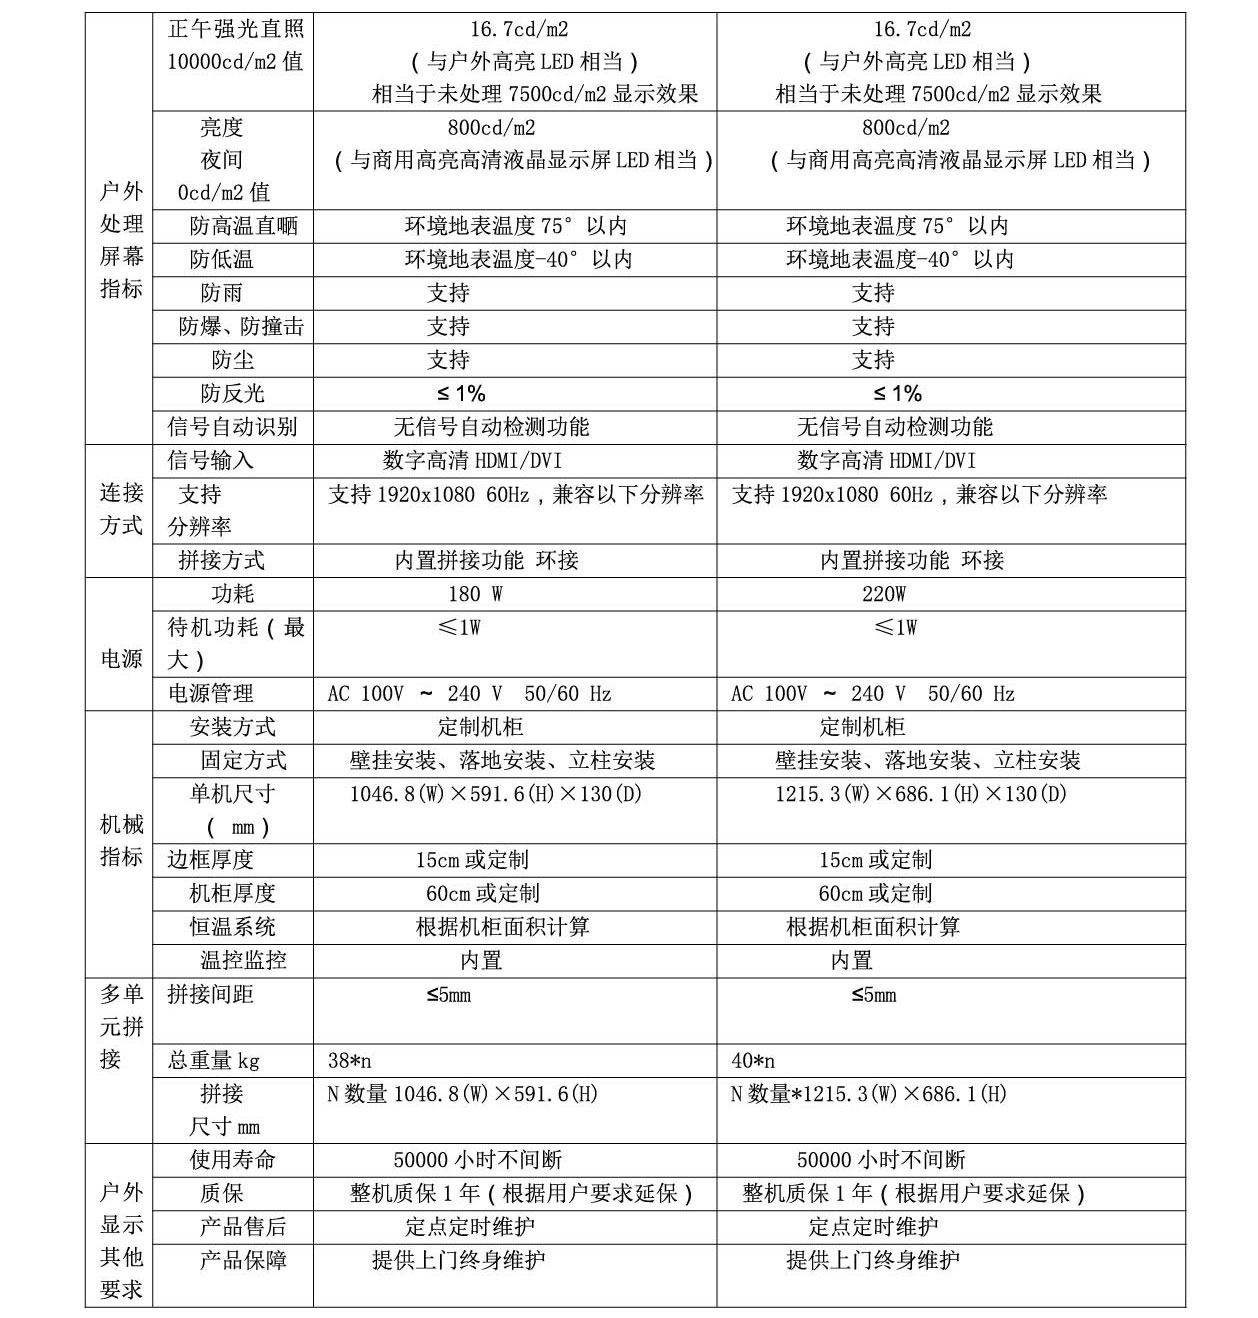 户外
处理
屏幕
指标
正午强光直照
10000cd/m2 值
16.7cd/m2
（与户外高亮 LED 相当）
相当于未处理 7500cd/m2 显示效果
16.7cd/m2
（与户外高亮 LED 相当）
相当于未处理 7500cd/m2 显示效果
亮度
夜间
0cd/m2 值
800cd/m2
（与商用高亮高清液晶显示屏 LED 相当）
800cd/m2
（与商用高亮高清液晶显示屏 LED 相当）
防高温直嗮
环境地表温度 75° 以内
环境地表温度 75° 以内
防低温
环境地表温度-40° 以内
环境地表温度-40° 以内
防雨
支持
支持
防爆、防撞击
支持
支持
防尘
支持
支持
防反光
≤ 1%
≤ 1%
信号自动识别
无信号自动检测功能
无信号自动检测功能
连接
方式
信号输入
数字高清 HDMI/DVI
数字高清 HDMI/DVI
支持
分辨率
支持 1920x1080 60Hz，兼容以下分辨率
支持 1920x1080 60Hz，兼容以下分辨率
拼接方式
内置拼接功能 环接
内置拼接功能 环接
电源
功耗
180 W
220W
待机功耗（最
大）
≤1W
≤1W
电源管理
AC 100V ～ 240 V 50/60 Hz
AC 100V ～ 240 V 50/60 Hz
机械
指标
安装方式
定制机柜
定制机柜
固定方式
壁挂安装、落地安装、立柱安装
壁挂安装、落地安装、立柱安装
单机尺寸
（ mm）
1046.8(W)×591.6(H)×130(D)
1215.3(W)×686.1(H)×130(D)
边框厚度
15cm 或定制
15cm 或定制
机柜厚度
60cm 或定制
60cm 或定制
恒温系统
根据机柜面积计算
根据机柜面积计算
温控监控
内置
内置
多单
元拼
接
拼接间距
≤5mm
≤5mm
总重量 kg
38*n
40*n
拼接
尺寸 mm
N 数量 1046.8(W)×591.6(H)
N 数量*1215.3(W)×686.1(H)
户外
显示
其他
要求
使用寿命
50000 小时不间断
50000 小时不间断
质保
整机质保 1 年（根据用户要求延保）
整机质保 1 年（根据用户要求延保）
产品售后
定点定时维护
定点定时维护
产品保障
提供上门终身维护
提供上门终身维护